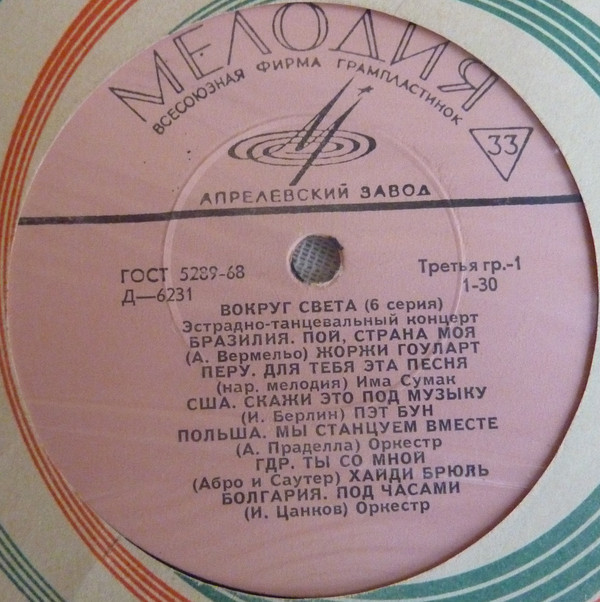 МЕЛОДИЯ
ВСЕСОЮЗНАЯ ФИРМА ГРАМПЛАСТИНОК
33
АПРЕЛЕВСКИЙ ЗАВОД
ГОСТ 5289-68 Третья гр.-1
Д—6231 1-30
ВОКРУГ СВЕТА (6 серия)
Эстрадно-танцевальный концерт
БРАЗИЛИЯ. ПОЙ, СТРАНА МОЯ
(А. Вермельо) ЖОРЖИ ГОУЛАРТ
ПЕРУ. ДЛЯ ТЕБЯ ЭТА ПЕСНЯ
(нар. мелодия) Има Сумак
США. СКАЖИ ЭТО ПОД МУЗЫКУ
(И. Берлин) ПЭТ БУН
ПОЛЬША. МЫ СТАНЦУЕМ ВМЕСТЕ
(А. Праделла) Оркестр
ГДР. ТЫ СО МНОЙ
(Абро и Саутер) ХАЙДИ БРЮЛЬ
БОЛГАРИЯ. ПОД ЧАСАМИ
(И. Цанков) Оркестр